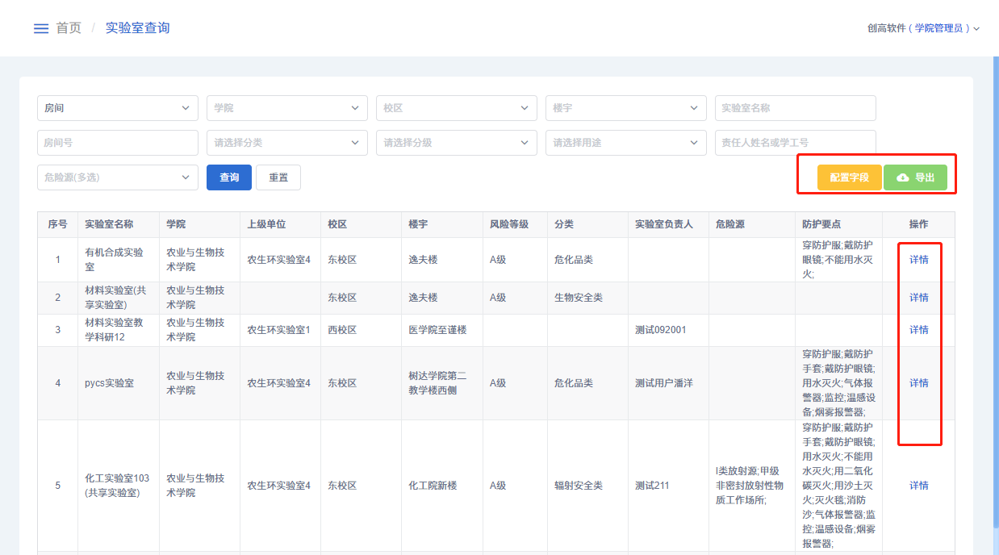 首页 / 实验室查询
创高软件 ( 学院管理员 )
房间 学院 校区 楼宇 实验室名称
房间号 请选择分类 请选择分级 请选择用途 责任人姓名或学工号
危险源(多选) 查询 重置 配置字段 导出
序号 实验室名称 学院 上级单位 校区 楼宇 风险等级 分类 实验室负责人 危险源 防护要点 操作
1
有机合成实验
室
农业与生物技
术学院
农生环实验室4
东校区
逸夫楼
A级
危化品类
穿防护服;戴防护
眼镜;不能用水灭
火;
详情
2
材料实验室(共
享实验室)
农业与生物技
术学院
东校区
逸夫楼
A级
生物安全类
详情
3
材料实验室教
学科研12
农业与生物技
术学院
农生环实验室1
西校区
医学院至谨楼
测试092001
详情
4
pycs实验室
农业与生物技
术学院
农生环实验室4
东校区
树达学院第二
教学楼西侧
A级
危化品类
测试用户潘洋
穿防护服;戴防护
手套;戴防护眼镜;
用水灭火;气体报
警器;监控;温感设
备;烟雾报警器;
详情
5
化工实验室103
(共享实验室)
农业与生物技
术学院
农生环实验室4
东校区
化工院新楼
A级
辐射安全类
测试211
I类放射源;甲级
非密封放射性物
质工作场所;
穿防护服;戴防护
手套;戴防护眼镜;
用水灭火;不能用
水灭火;用二氧化
碳灭火;用沙土灭
火;灭火毯;消防
沙;气体报警器;监
控;温感设备;烟雾
报警器;
详情